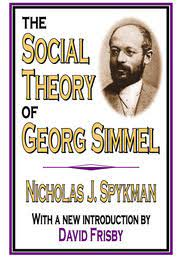 THE
SOCIAL
THEORY
OF
GEORG SIMMEL
NICHOLAS J. SPYKMAN
WITH A NEW INTRODUCTION BY
DAVID FRISBY